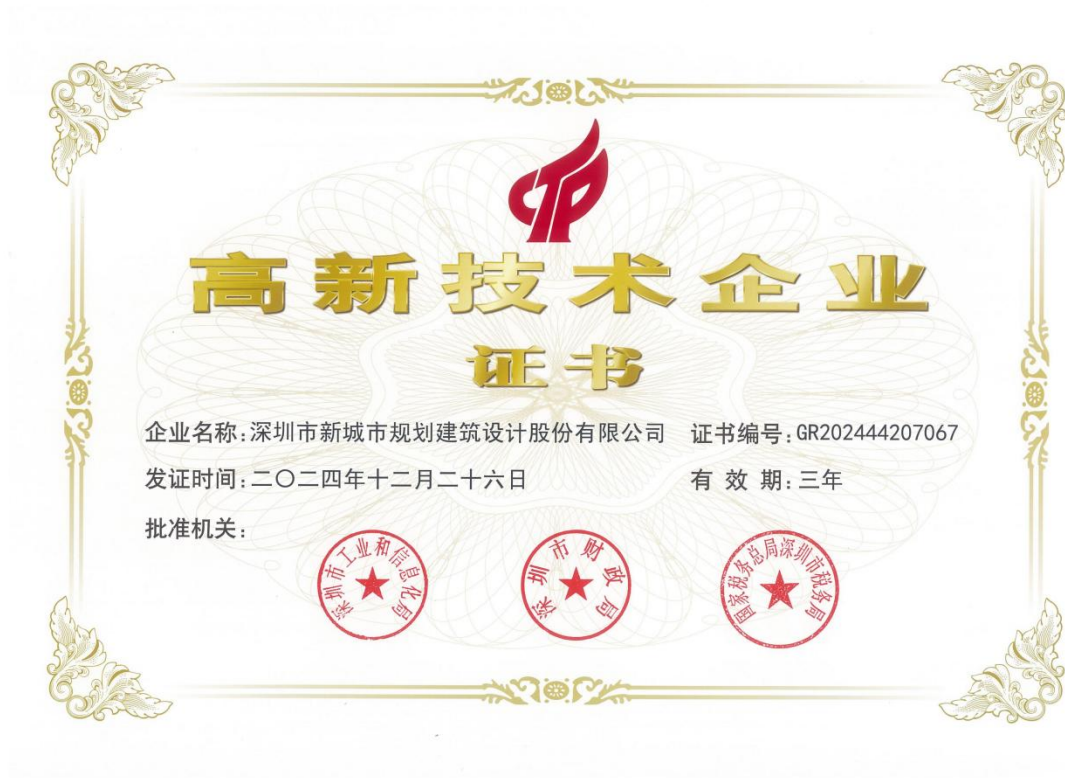 高新技术企业
证书
企业名称:深圳市新城市规划建筑设计股份有限公司 证书编号:GR202444207067
发证时间:二〇二四年十二月二十六日 有 效 期:三年
批准机关:
深圳市工业和信息化局
深圳市财政局
国家税务总局深圳市税务局